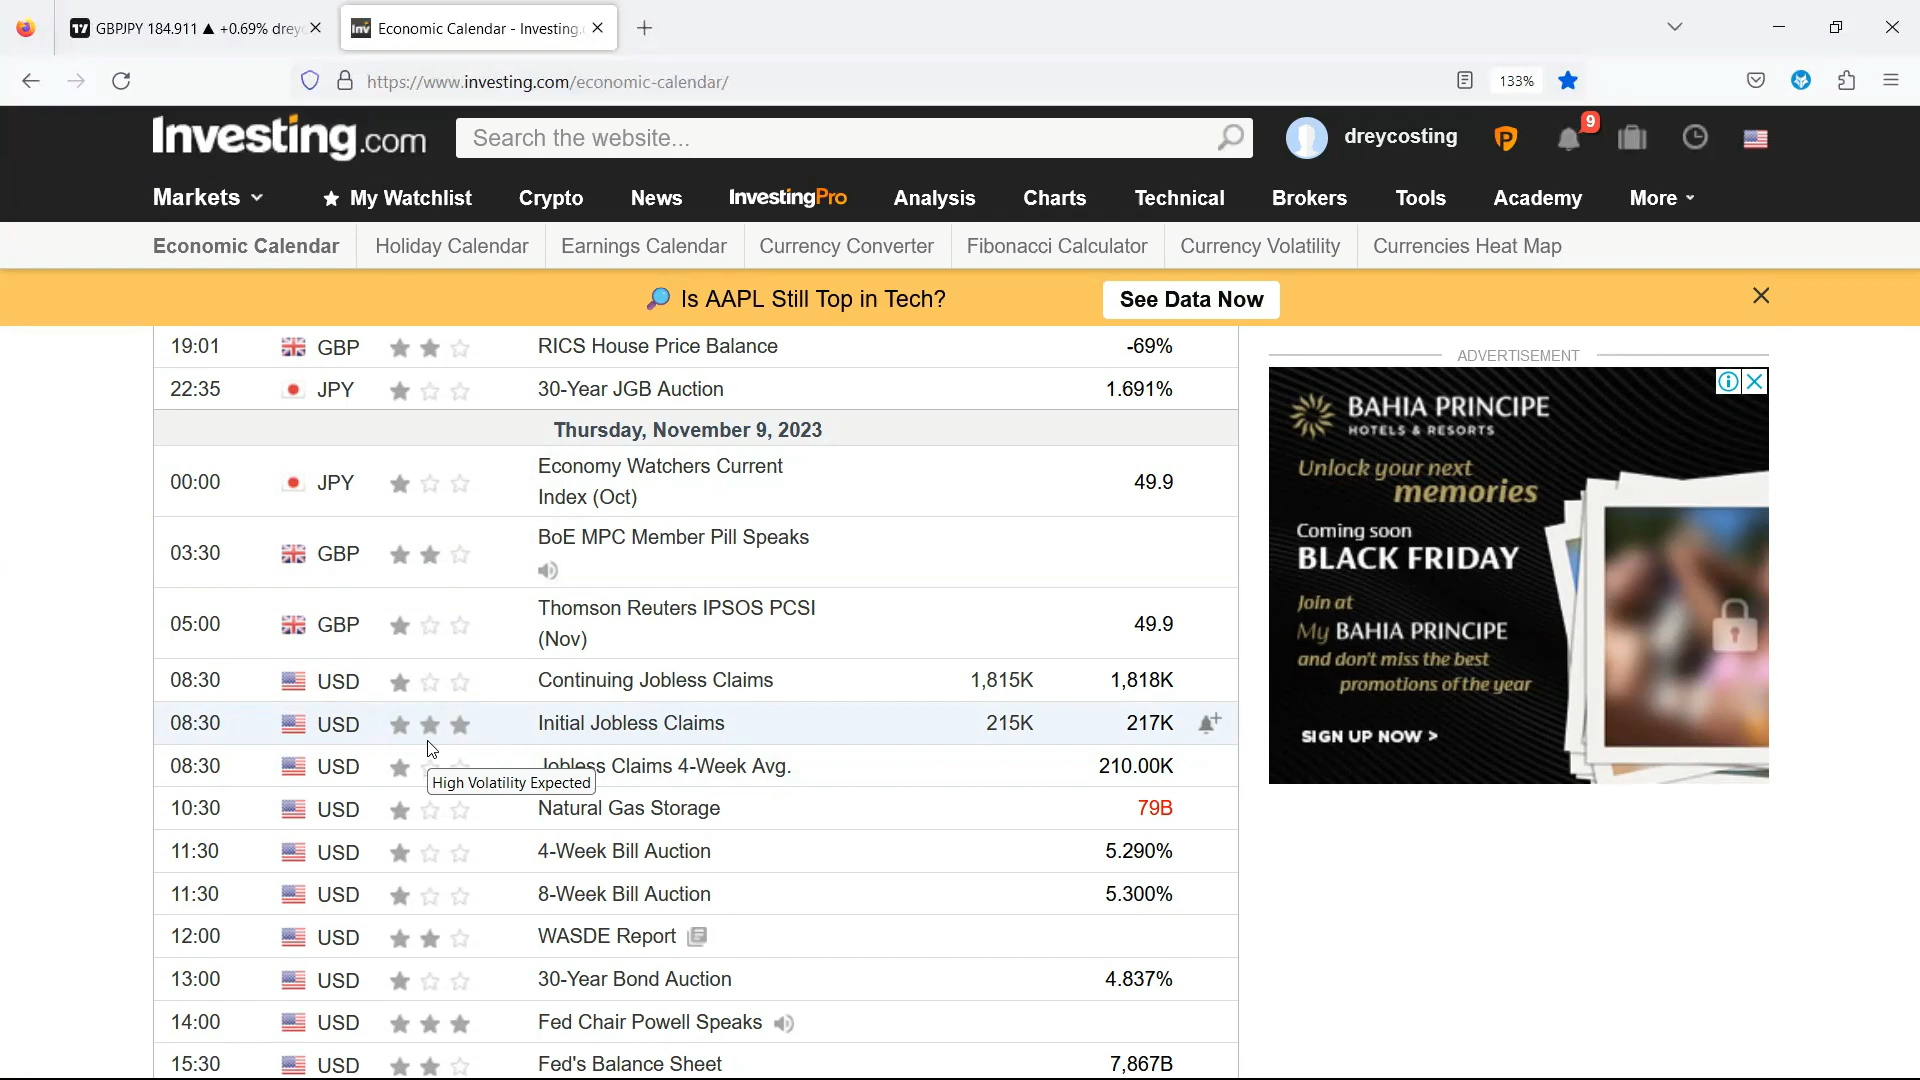 GBPJPY 184.911 ▲ +0.69% dreyc
Economic Calendar - Investing.c
https://www.investing.com/economic-calendar/
133%
Investing.com
Search the website...
dreycosting
9
Markets
My Watchlist
Crypto
News
InvestingPro
Analysis
Charts
Technical
Brokers
Tools
Academy
More
Economic Calendar
Holiday Calendar
Earnings Calendar
Currency Converter
Fibonacci Calculator
Currency Volatility
Currencies Heat Map
Is AAPL Still Top in Tech?
See Data Now
19:01 GBP RICS House Price Balance -69%
22:35 JPY 30-Year JGB Auction 1.691%
Thursday, November 9, 2023
00:00 JPY Economy Watchers Current
Index (Oct) 49.9
03:30 GBP BoE MPC Member Pill Speaks
05:00 GBP Thomson Reuters IPSOS PCSI
(Nov) 49.9
08:30 USD Continuing Jobless Claims 1,815K 1,818K
08:30 USD Initial Jobless Claims 215K 217K
08:30 USD Jobless Claims 4-Week Avg. 210.00K
High Volatility Expected
10:30 USD Natural Gas Storage 79B
11:30 USD 4-Week Bill Auction 5.290%
11:30 USD 8-Week Bill Auction 5.300%
12:00 USD WASDE Report
13:00 USD 30-Year Bond Auction 4.837%
14:00 USD Fed Chair Powell Speaks
15:30 USD Fed's Balance Sheet 7,867B
ADVERTISEMENT
BAHIA PRINCIPE
HOTELS & RESORTS
Unlock your next
memories
Coming soon
BLACK FRIDAY
Join at
My BAHIA PRINCIPE
and don't miss the best
promotions of the year
SIGN UP NOW >